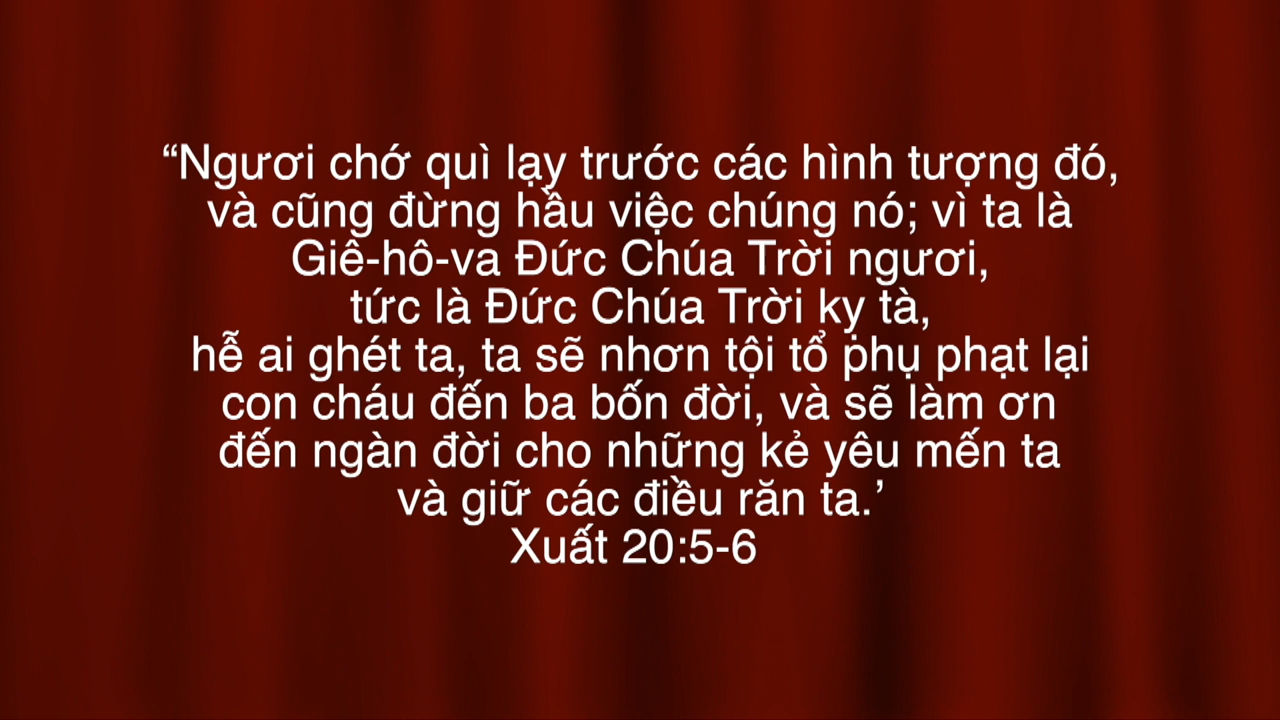 “Ngươi chớ quì lạy trước các hình tượng đó,
và cũng đừng hầu việc chúng nó; vì ta là
Giê-hô-va Đức Chúa Trời ngươi,
tức là Đức Chúa Trời kỵ tà,
hễ ai ghét ta, ta sẽ nhơn tội tổ phụ phạt lại
con cháu đến ba bốn đời, và sẽ làm ơn
đến ngàn đời cho những kẻ yêu mến ta
và giữ các điều răn ta.’
Xuất 20:5-6